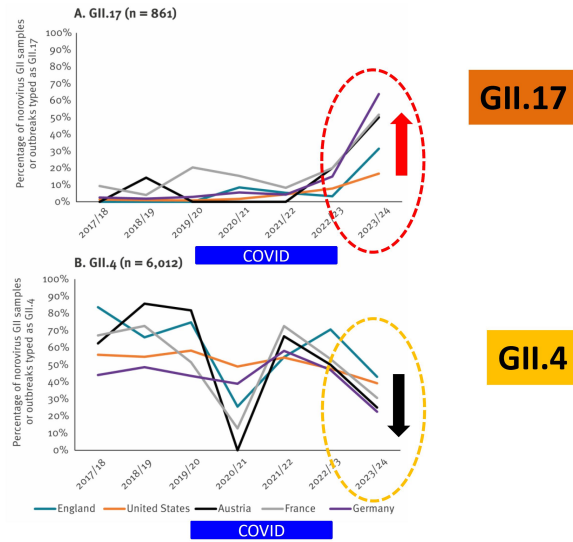 A. GII.17 (n = 861)
Percentage of norovirus GII samples
or outbreaks typed as GII.17
100%
90%
80%
70%
60%
50%
40%
30%
20%
10%
0%
2017/18
2018/19
2019/20
2020/21
2021/22
2022/23
2023/24
GII.17
COVID
B. GII.4 (n = 6,012)
Percentage of norovirus GII samples
or outbreaks typed as GII.4
100%
90%
80%
70%
60%
50%
40%
30%
20%
10%
0%
2017/18
2018/19
2019/20
2020/21
2021/22
2022/23
2023/24
GII.4
England
United States
Austria
France
Germany
COVID